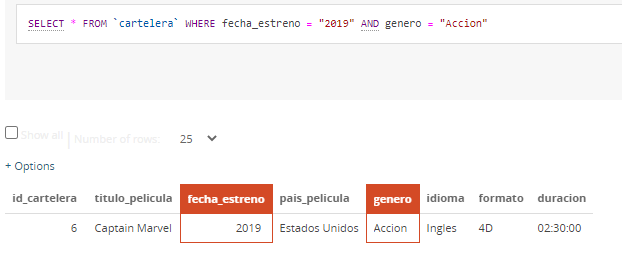 SELECT * FROM `cartelera` WHERE fecha_estreno = "2019" AND genero = "Accion"
Show all | Number of rows: 25
+ Options
id_cartelera titulo_pelicula fecha_estreno pais_pelicula genero idioma formato duracion
6 Captain Marvel 2019 Estados Unidos Accion Ingles 4D 02:30:00